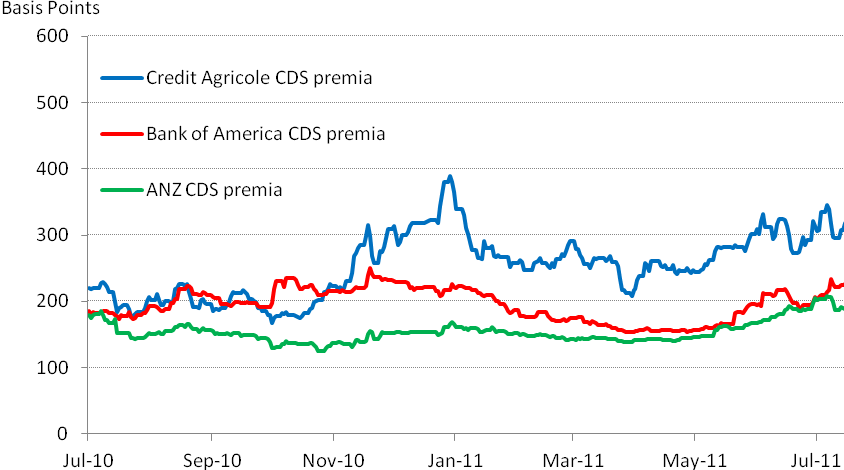 Basis Points
600
500
400
300
200
100
0
Credit Agricole CDS premia
Bank of America CDS premia
ANZ CDS premia
Jul-10 Sep-10 Nov-10 Jan-11 Mar-11 May-11 Jul-11